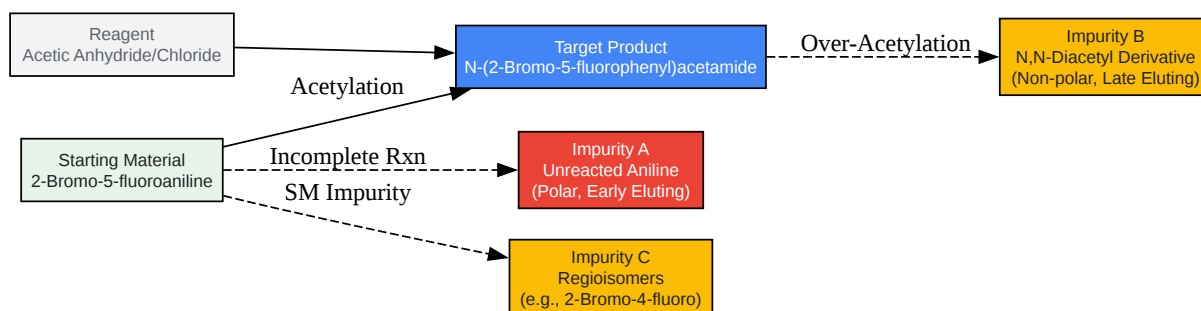 Reagent
Acetic Anhydride/Chloride
Target Product
N-(2-Bromo-5-fluorophenyl)acetamide
Over-Acetylation
Impurity B
N,N-Diacetyl Derivative
(Non-polar, Late Eluting)
Acetylation
Starting Material
2-Bromo-5-fluoroaniline
Incomplete Rxn
Impurity A
Unreacted Aniline
(Polar, Early Eluting)
SM Impurity
Impurity C
Regioisomers
(e.g., 2-Bromo-4-fluoro)